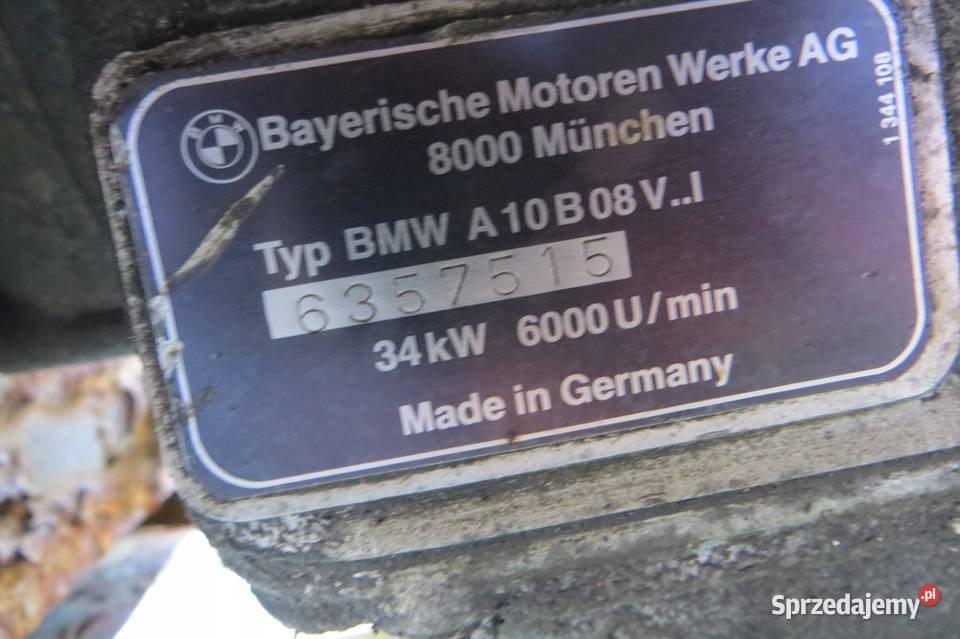 BMW
Bayerische Motoren Werke AG
8000 München
1 344 108
Typ BMW A10B08V..I
6357515
34kW 6000U/min
Made in Germany
Sprzedajemy.pl